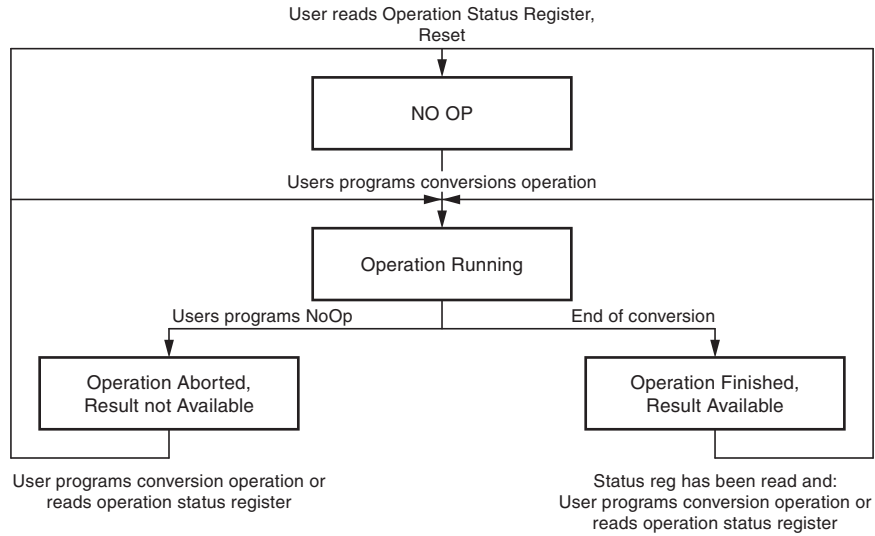 User reads Operation Status Register,
Reset
NO OP
Users programs conversions operation
Operation Running
Users programs NoOp
End of conversion
Operation Aborted,
Result not Available
Operation Finished,
Result Available
User programs conversion operation or
reads operation status register
Status reg has been read and:
User programs conversion operation or
reads operation status register